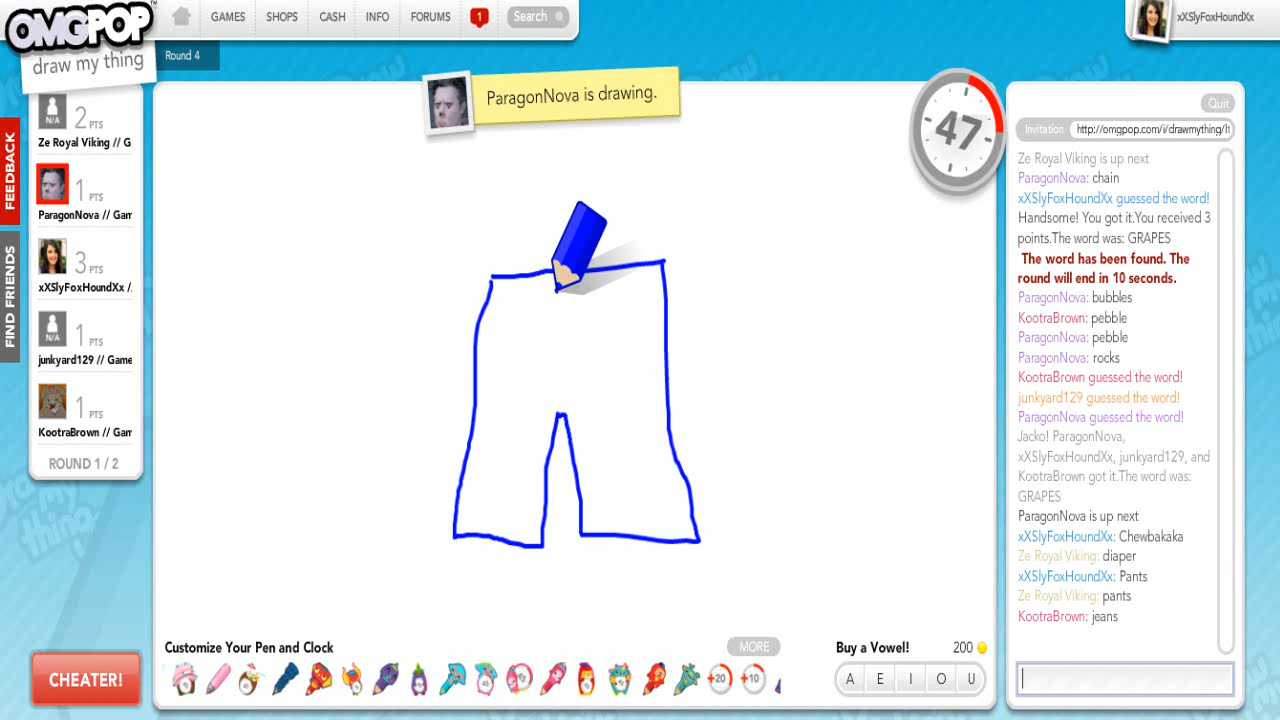 OMGPOP™
draw my thing
GAMES
SHOPS
CASH
INFO
FORUMS
1
Search
xXSlyFoxHoundXx
Round 4
FEEDBACK
FIND FRIENDS
N/A
2 PTS
Ze Royal Viking // G
1 PTS
ParagonNova // Gam
3 PTS
xXSlyFoxHoundXx /.
N/A
1 PTS
junkyard129 // Game
1 PTS
KootraBrown // Gam
ROUND 1 / 2
CHEATER!
ParagonNova is drawing.
47
Customize Your Pen and Clock
MORE
+20
+10
Buy a Vowel!
200
A E I O U
Quit
Invitation
http://omgpop.com/i/drawmything/1
Ze Royal Viking is up next
ParagonNova: chain
xXSlyFoxHoundXx guessed the word!
Handsome! You got it.You received 3
points.The word was: GRAPES
The word has been found. The
round will end in 10 seconds.
ParagonNova: bubbles
KootraBrown: pebble
ParagonNova: pebble
ParagonNova: rocks
KootraBrown guessed the word!
junkyard129 guessed the word!
ParagonNova guessed the word!
Jacko! ParagonNova,
xXSlyFoxHoundXx, junkyard129, and
KootraBrown got it.The word was:
GRAPES
ParagonNova is up next
xXSlyFoxHoundXx: Chewbakaka
Ze Royal Viking: diaper
xXSlyFoxHoundXx: Pants
Ze Royal Viking: pants
KootraBrown: jeans